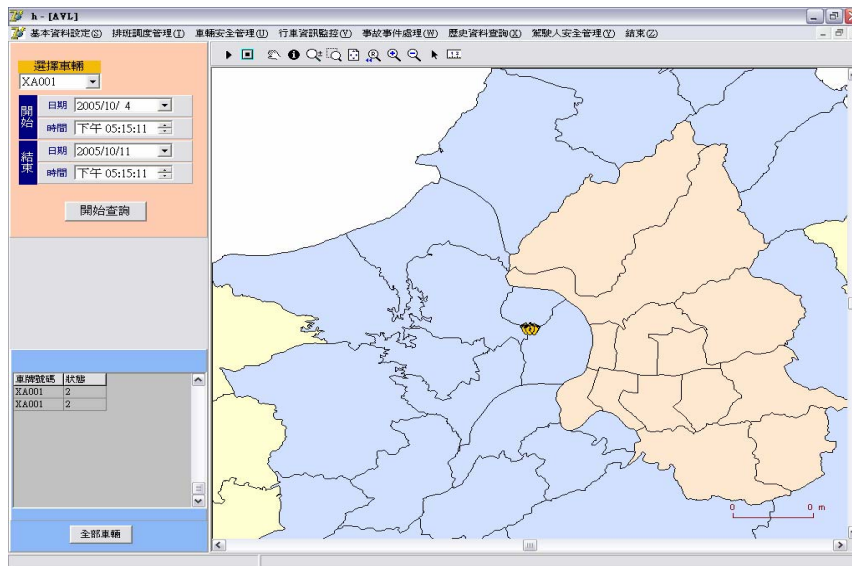 h - [AVL]
基本資料設定(S) 排班調度管理(T) 車輛安全管理(U) 行車資訊監控(V) 事故事件處理(W) 歷史資料查詢(X) 駕駛人安全管理(Y) 結束(Z)
選擇車輛
XA001
開始
日期 2005/10/ 4
時間 下午 05:15:11
結束
日期 2005/10/11
時間 下午 05:15:11
開始查詢
車牌號碼 狀態
XA001 2
XA001 2
全部車輛
0 0 m